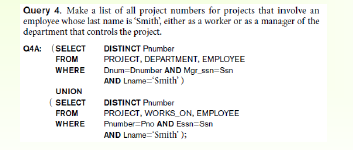 Query 4. Make a list of all project numbers for projects that involve an
employee whose last name is 'Smith', either as a worker or as a manager of the
department that controls the project.
Q4A: (SELECT DISTINCT Pnumber
FROM PROJECT, DEPARTMENT, EMPLOYEE
WHERE Dnum=Dnumber AND Mgr_ssn=Ssn
AND Lname='Smith' )
UNION
( SELECT DISTINCT Pnumber
FROM PROJECT, WORKS_ON, EMPLOYEE
WHERE Pnumber=Pno AND Essn=Ssn
AND Lname='Smith' );